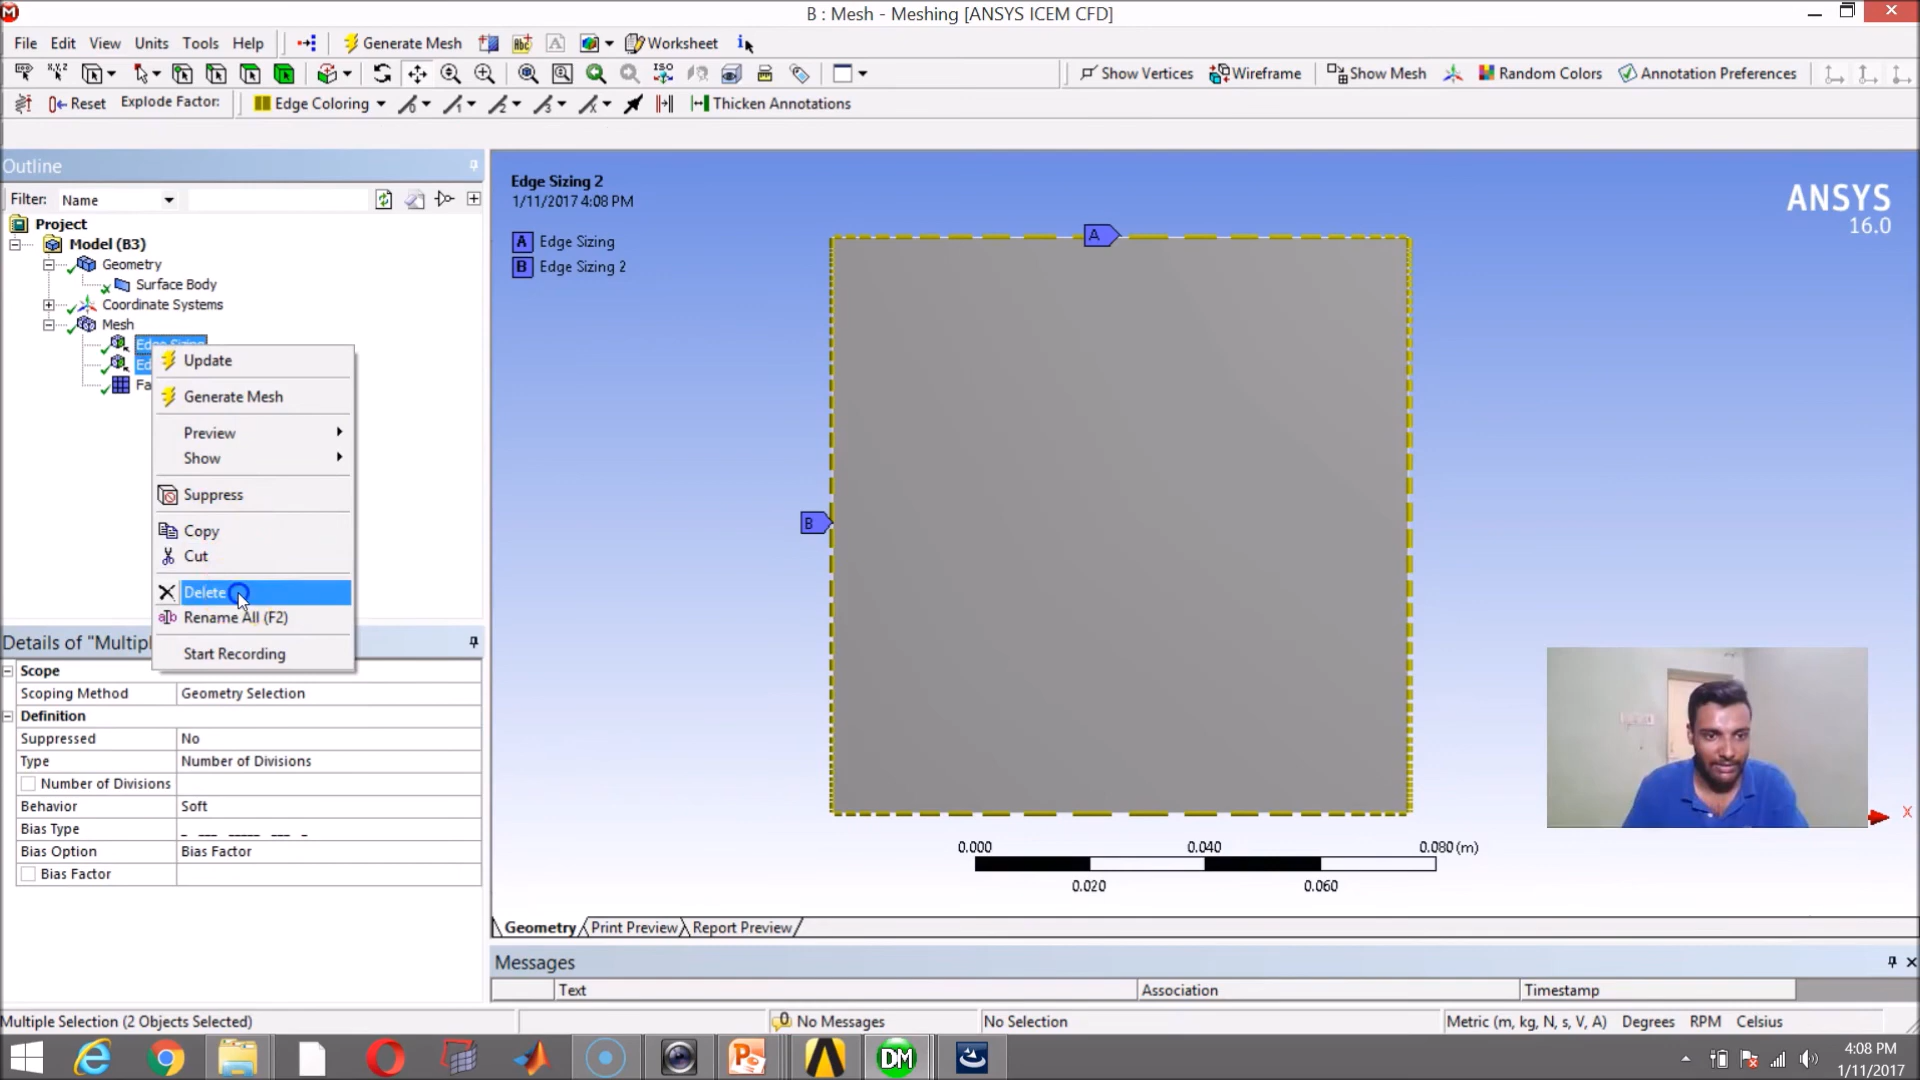 B : Mesh - Meshing [ANSYS ICEM CFD]
File Edit View Units Tools Help Generate Mesh Worksheet
Show Vertices Wireframe Show Mesh Random Colors Annotation Preferences
Reset Explode Factor: Edge Coloring Thicken Annotations
Outline
Filter: Name
Project
Model (B3)
Geometry
Surface Body
Coordinate Systems
Mesh
Edge Sizing
Update
Generate Mesh
Preview
Show
Suppress
Copy
Cut
Delete
Rename All (F2)
Start Recording
Edge Sizing 2
1/11/2017 4:08 PM
A Edge Sizing
B Edge Sizing 2
A
B
ANSYS
16.0
X
0.000 0.040 0.080 (m)
0.020 0.060
Details of "Multipl
Scope
Scoping Method Geometry Selection
Definition
Suppressed No
Type Number of Divisions
Number of Divisions
Behavior Soft
Bias Type _ ___ _____ ___ _
Bias Option Bias Factor
Bias Factor
Geometry Print Preview Report Preview
Messages
Text Association Timestamp
Multiple Selection (2 Objects Selected) No Messages No Selection Metric (m, kg, N, s, V, A) Degrees RPM Celsius
DM
4:08 PM
1/11/2017